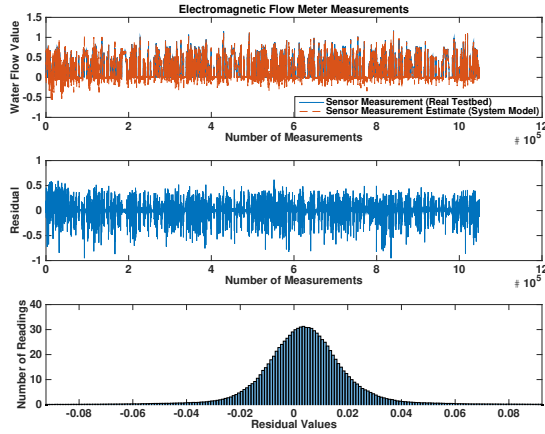 Electromagnetic Flow Meter Measurements
Water Flow Value
1.5
1
0.5
0
-0.5
-1
Sensor Measurement (Real Testbed)
Sensor Measurement Estimate (System Model)
0 2 4 6 8 10 12
Number of Measurements
# 10^5
Residual
1
0.5
0
-0.5
-1
0 2 4 6 8 10 12
Number of Measurements
# 10^5
Number of Readings
40
30
20
10
0
-0.08 -0.06 -0.04 -0.02 0 0.02 0.04 0.06 0.08
Residual Values